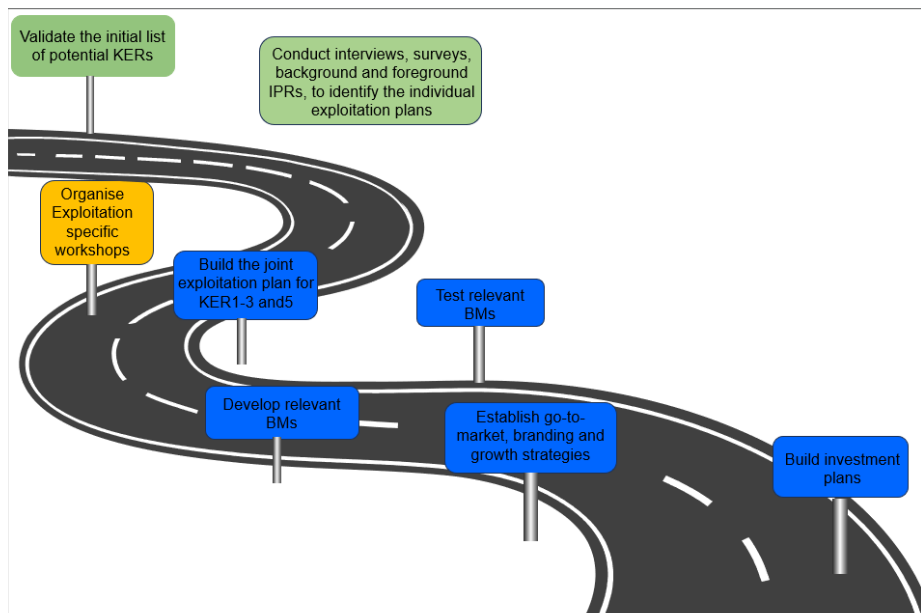 Validate the initial list
of potential KERs
Conduct interviews, surveys,
background and foreground
IPRs, to identify the individual
exploitation plans
Organise
Exploitation
specific
workshops
Build the joint
exploitation plan for
KER1-3 and5
Test relevant
BMs
Develop relevant
BMs
Establish go-to-
market, branding and
growth strategies
Build investment
plans